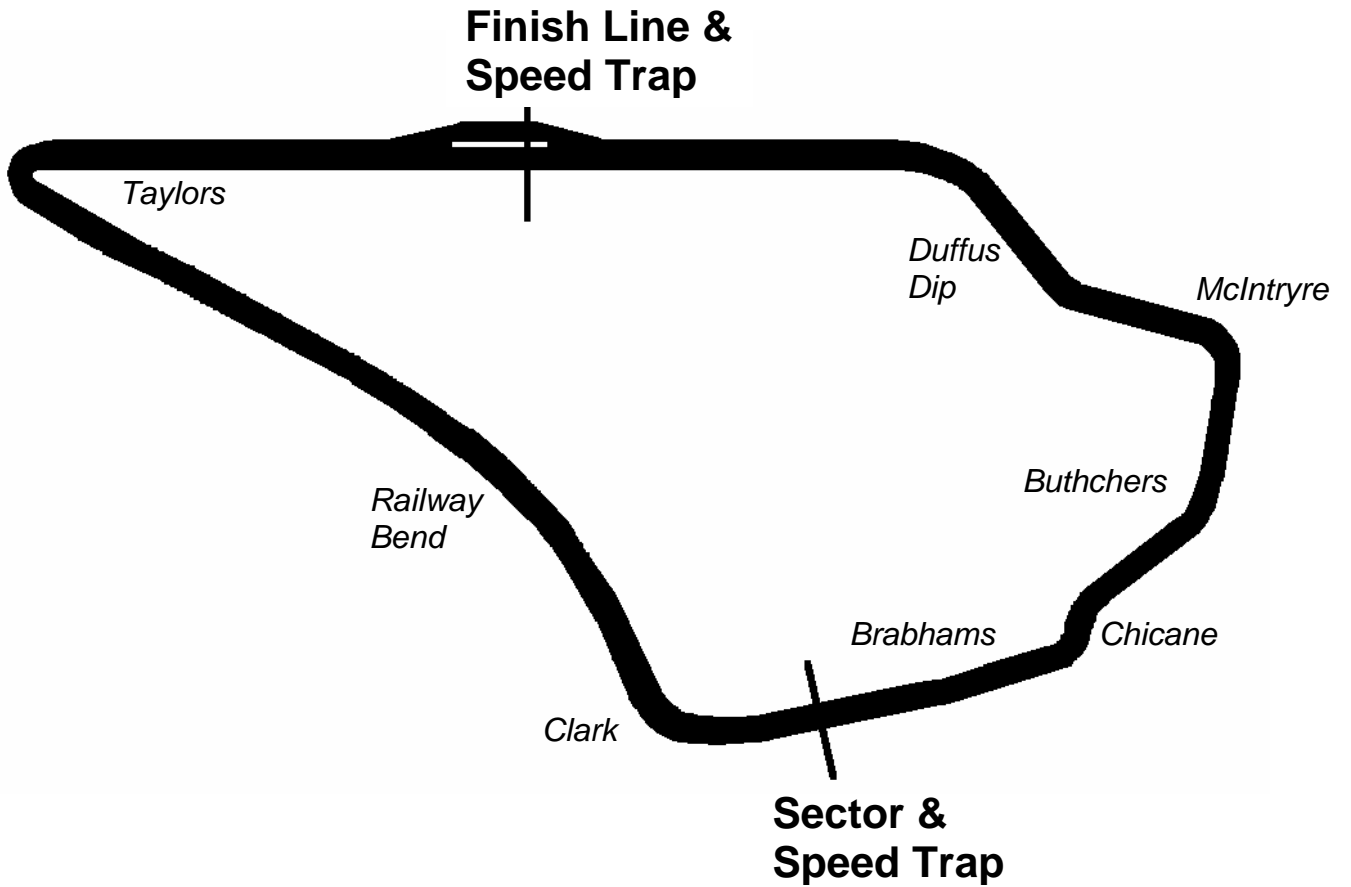 Finish Line &
Speed Trap
Taylors
Duffus
Dip
McIntryre
Buthchers
Railway
Bend
Brabhams
Chicane
Clark
Sector &
Speed Trap